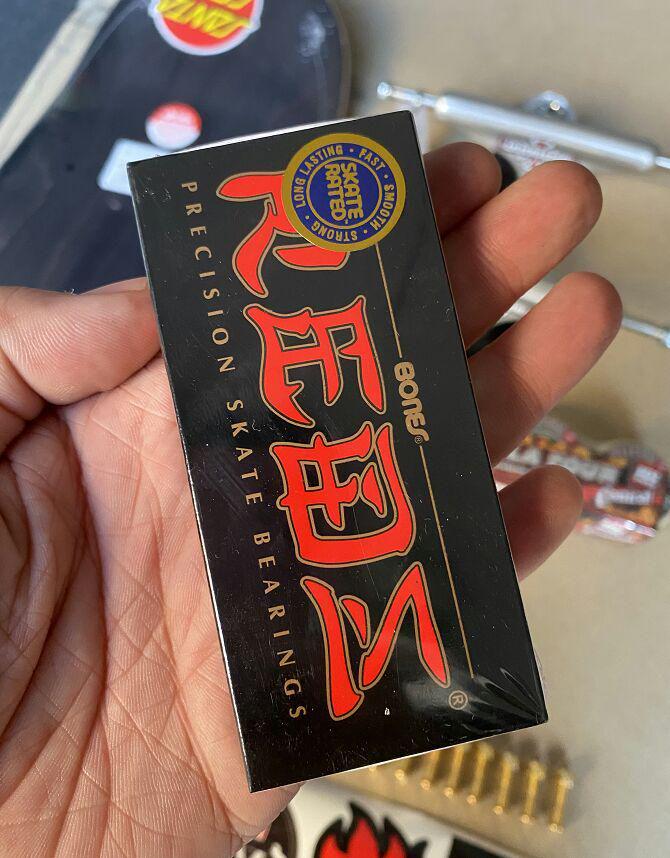 BONES®
REDS®
PRECISION SKATE BEARINGS
LONG LASTING • FAST • SMOOTH • STRONG •
SKATE
RATED